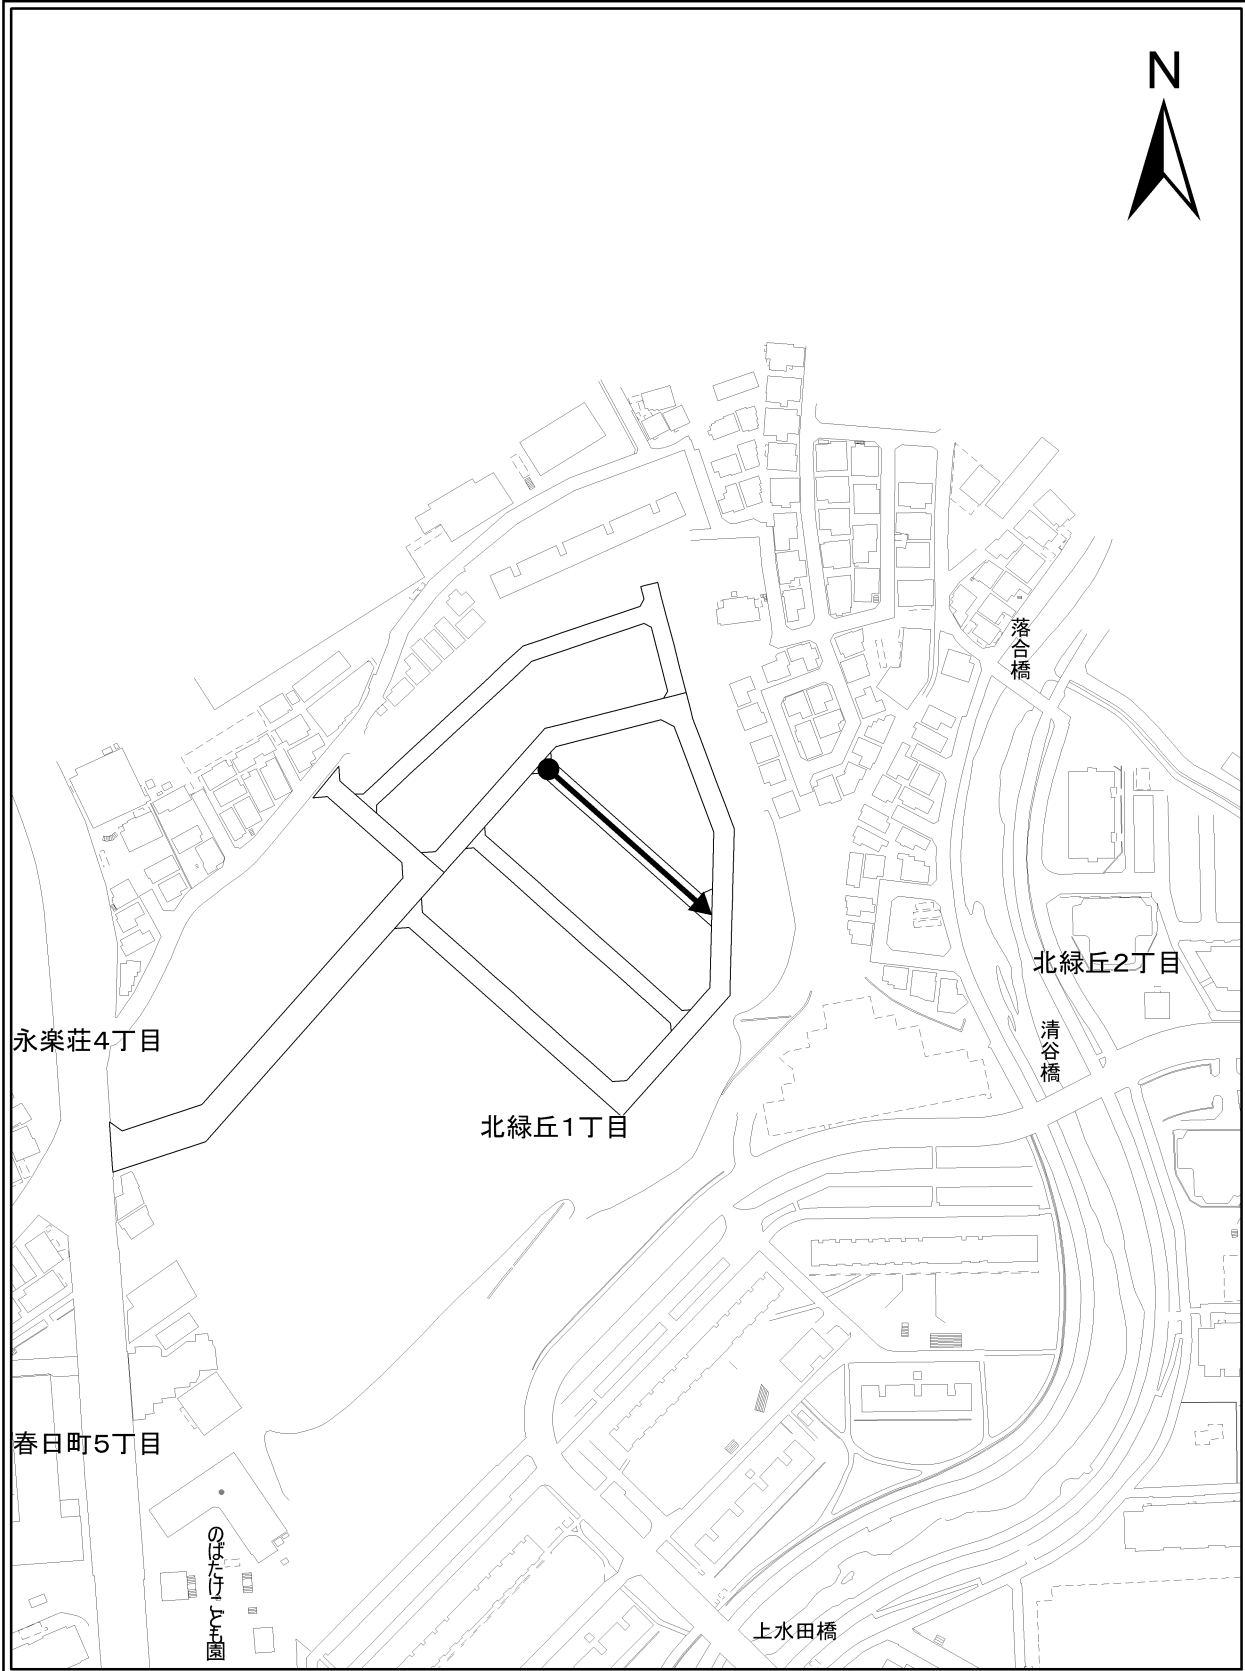 N
落合橋
北緑丘2丁目
清谷橋
永楽荘4丁目
北緑丘1丁目
春日町5丁目
のばたけこども園
上水田橋